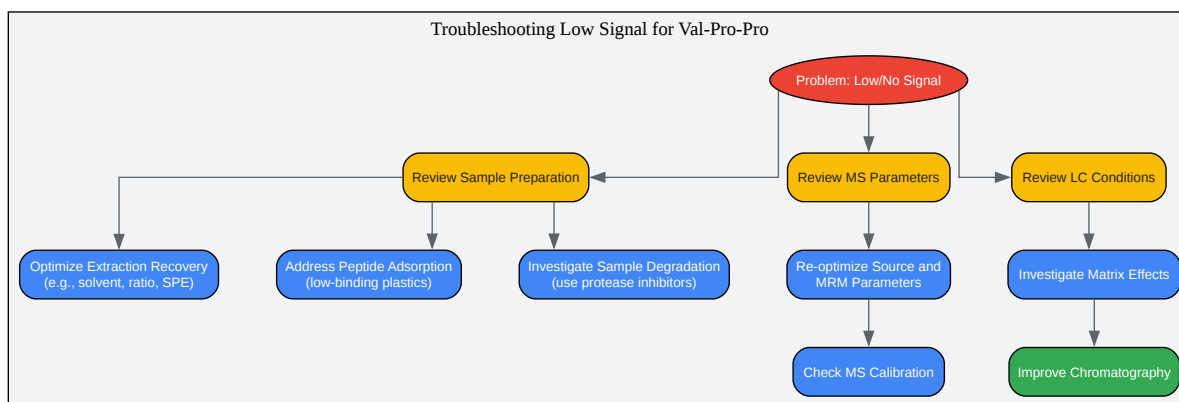 Troubleshooting Low Signal for Val-Pro-Pro
Problem: Low/No Signal
Review Sample Preparation
Review MS Parameters
Review LC Conditions
Optimize Extraction Recovery
(e.g., solvent, ratio, SPE)
Address Peptide Adsorption
(low-binding plastics)
Investigate Sample Degradation
(use protease inhibitors)
Re-optimize Source and
MRM Parameters
Investigate Matrix Effects
Check MS Calibration
Improve Chromatography